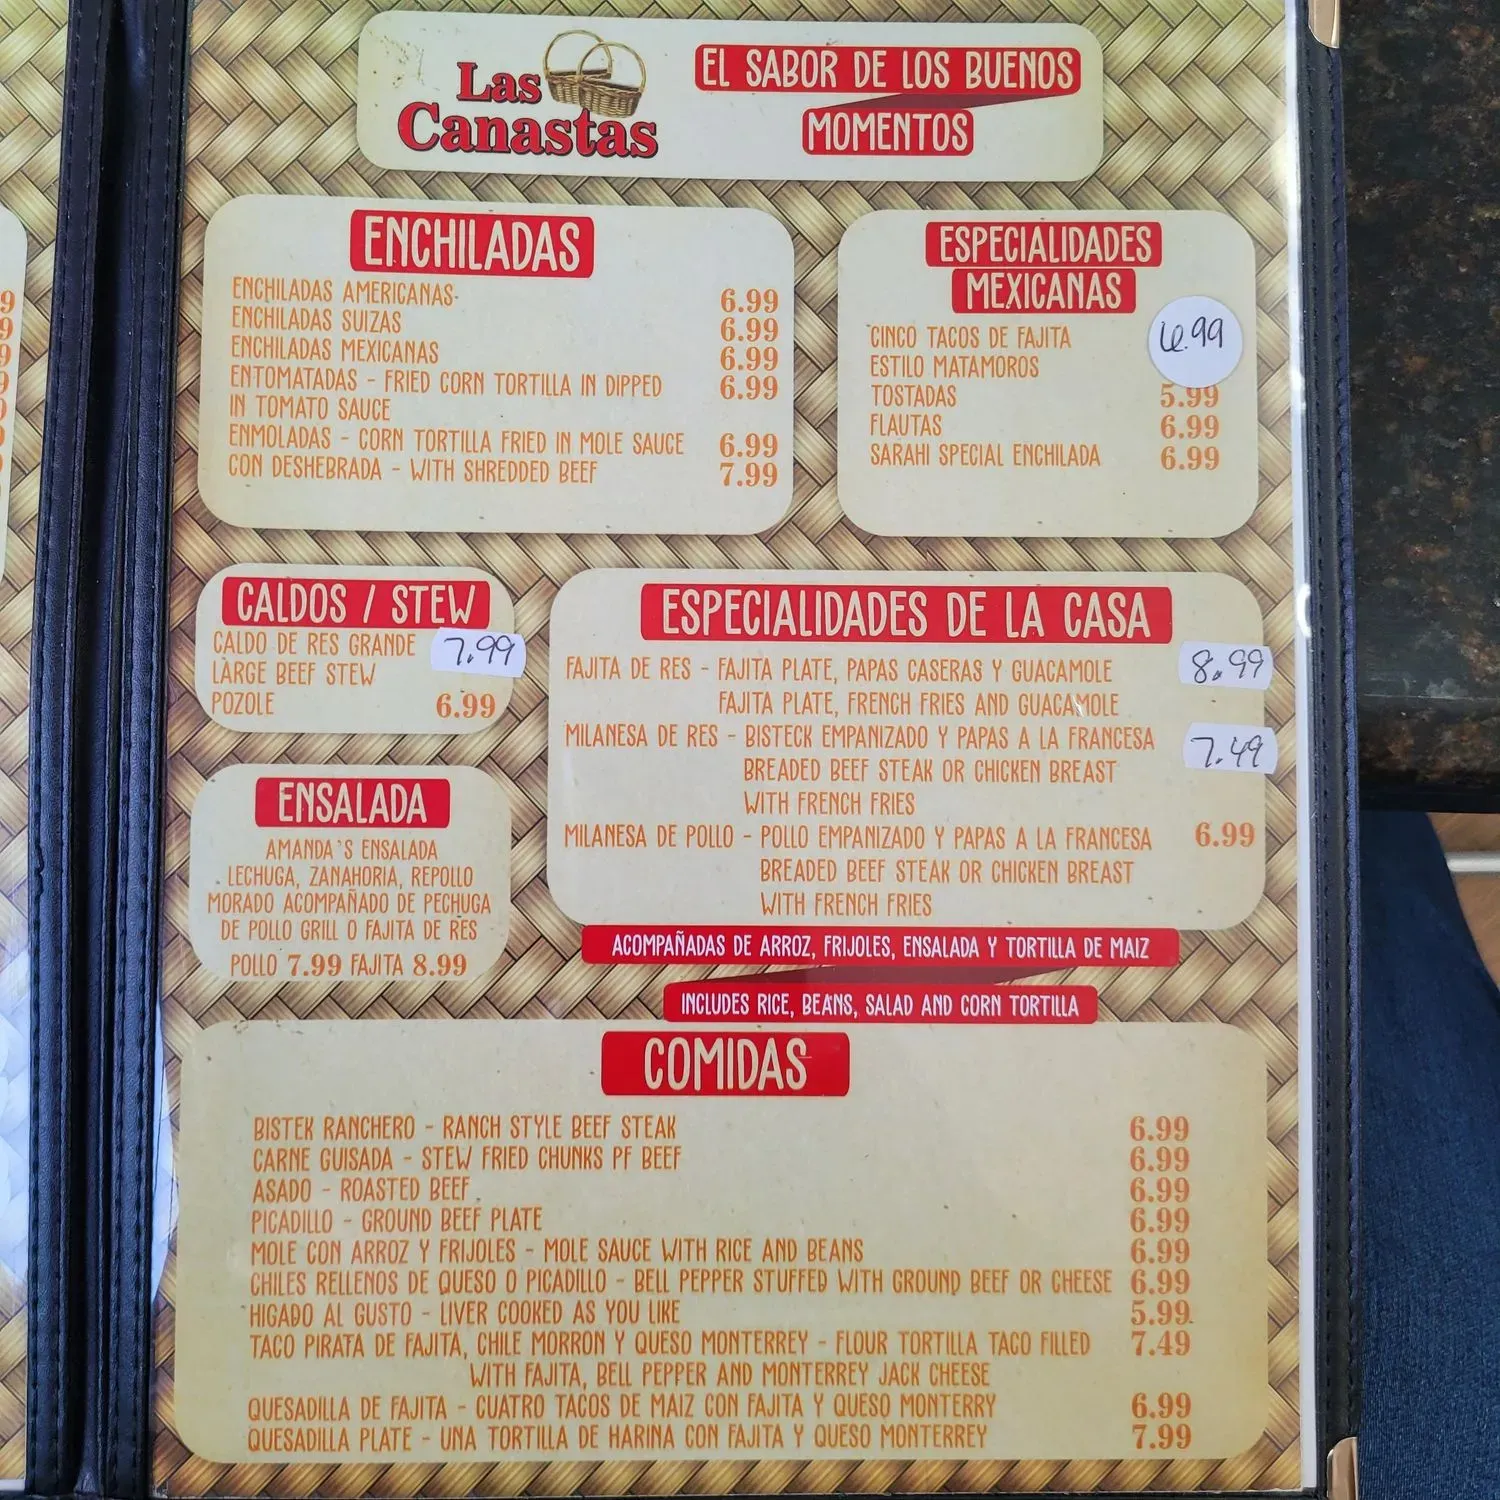 Las
Canastas
EL SABOR DE LOS BUENOS
MOMENTOS
ENCHILADAS
ENCHILADAS AMERICANAS 6.99
ENCHILADAS SUIZAS 6.99
ENCHILADAS MEXICANAS 6.99
ENTOMATADAS - FRIED CORN TORTILLA IN DIPPED 6.99
IN TOMATO SAUCE
ENMOLADAS - CORN TORTILLA FRIED IN MOLE SAUCE 6.99
CON DESHEBRADA - WITH SHREDDED BEEF 7.99
ESPECIALIDADES
MEXICANAS
CINCO TACOS DE FAJITA 6.99
ESTILO MATAMOROS
TOSTADAS 5.99
FLAUTAS 6.99
SARAHI SPECIAL ENCHILADA 6.99
CALDOS / STEW
CALDO DE RES GRANDE 7.99
LARGE BEEF STEW
POZOLE 6.99
ENSALADA
AMANDA'S ENSALADA
LECHUGA, ZANAHORIA, REPOLLO
MORADO ACOMPAÑADO DE PECHUGA
DE POLLO GRILL O FAJITA DE RES
POLLO 7.99 FAJITA 8.99
ESPECIALIDADES DE LA CASA
FAJITA DE RES - FAJITA PLATE, PAPAS CASERAS Y GUACAMOLE 8.99
FAJITA PLATE, FRENCH FRIES AND GUACAMOLE
MILANESA DE RES - BISTECK EMPANIZADO Y PAPAS A LA FRANCESA 7.49
BREADED BEEF STEAK OR CHICKEN BREAST
WITH FRENCH FRIES
MILANESA DE POLLO - POLLO EMPANIZADO Y PAPAS A LA FRANCESA 6.99
BREADED BEEF STEAK OR CHICKEN BREAST
WITH FRENCH FRIES
ACOMPAÑADAS DE ARROZ, FRIJOLES, ENSALADA Y TORTILLA DE MAIZ
INCLUDES RICE, BEANS, SALAD AND CORN TORTILLA
COMIDAS
BISTEK RANCHERO - RANCH STYLE BEEF STEAK 6.99
CARNE GUISADA - STEW FRIED CHUNKS PF BEEF 6.99
ASADO - ROASTED BEEF 6.99
PICADILLO - GROUND BEEF PLATE 6.99
MOLE CON ARROZ Y FRIJOLES - MOLE SAUCE WITH RICE AND BEANS 6.99
CHILES RELLENOS DE QUESO O PICADILLO - BELL PEPPER STUFFED WITH GROUND BEEF OR CHEESE 6.99
HIGADO AL GUSTO - LIVER COOKED AS YOU LIKE 5.99
TACO PIRATA DE FAJITA, CHILE MORRON Y QUESO MONTERREY - FLOUR TORTILLA TACO FILLED 7.49
WITH FAJITA, BELL PEPPER AND MONTERREY JACK CHEESE
QUESADILLA DE FAJITA - CUATRO TACOS DE MAIZ CON FAJITA Y QUESO MONTERRY 6.99
QUESADILLA PLATE - UNA TORTILLA DE HARINA CON FAJITA Y QUESO MONTERREY 7.99